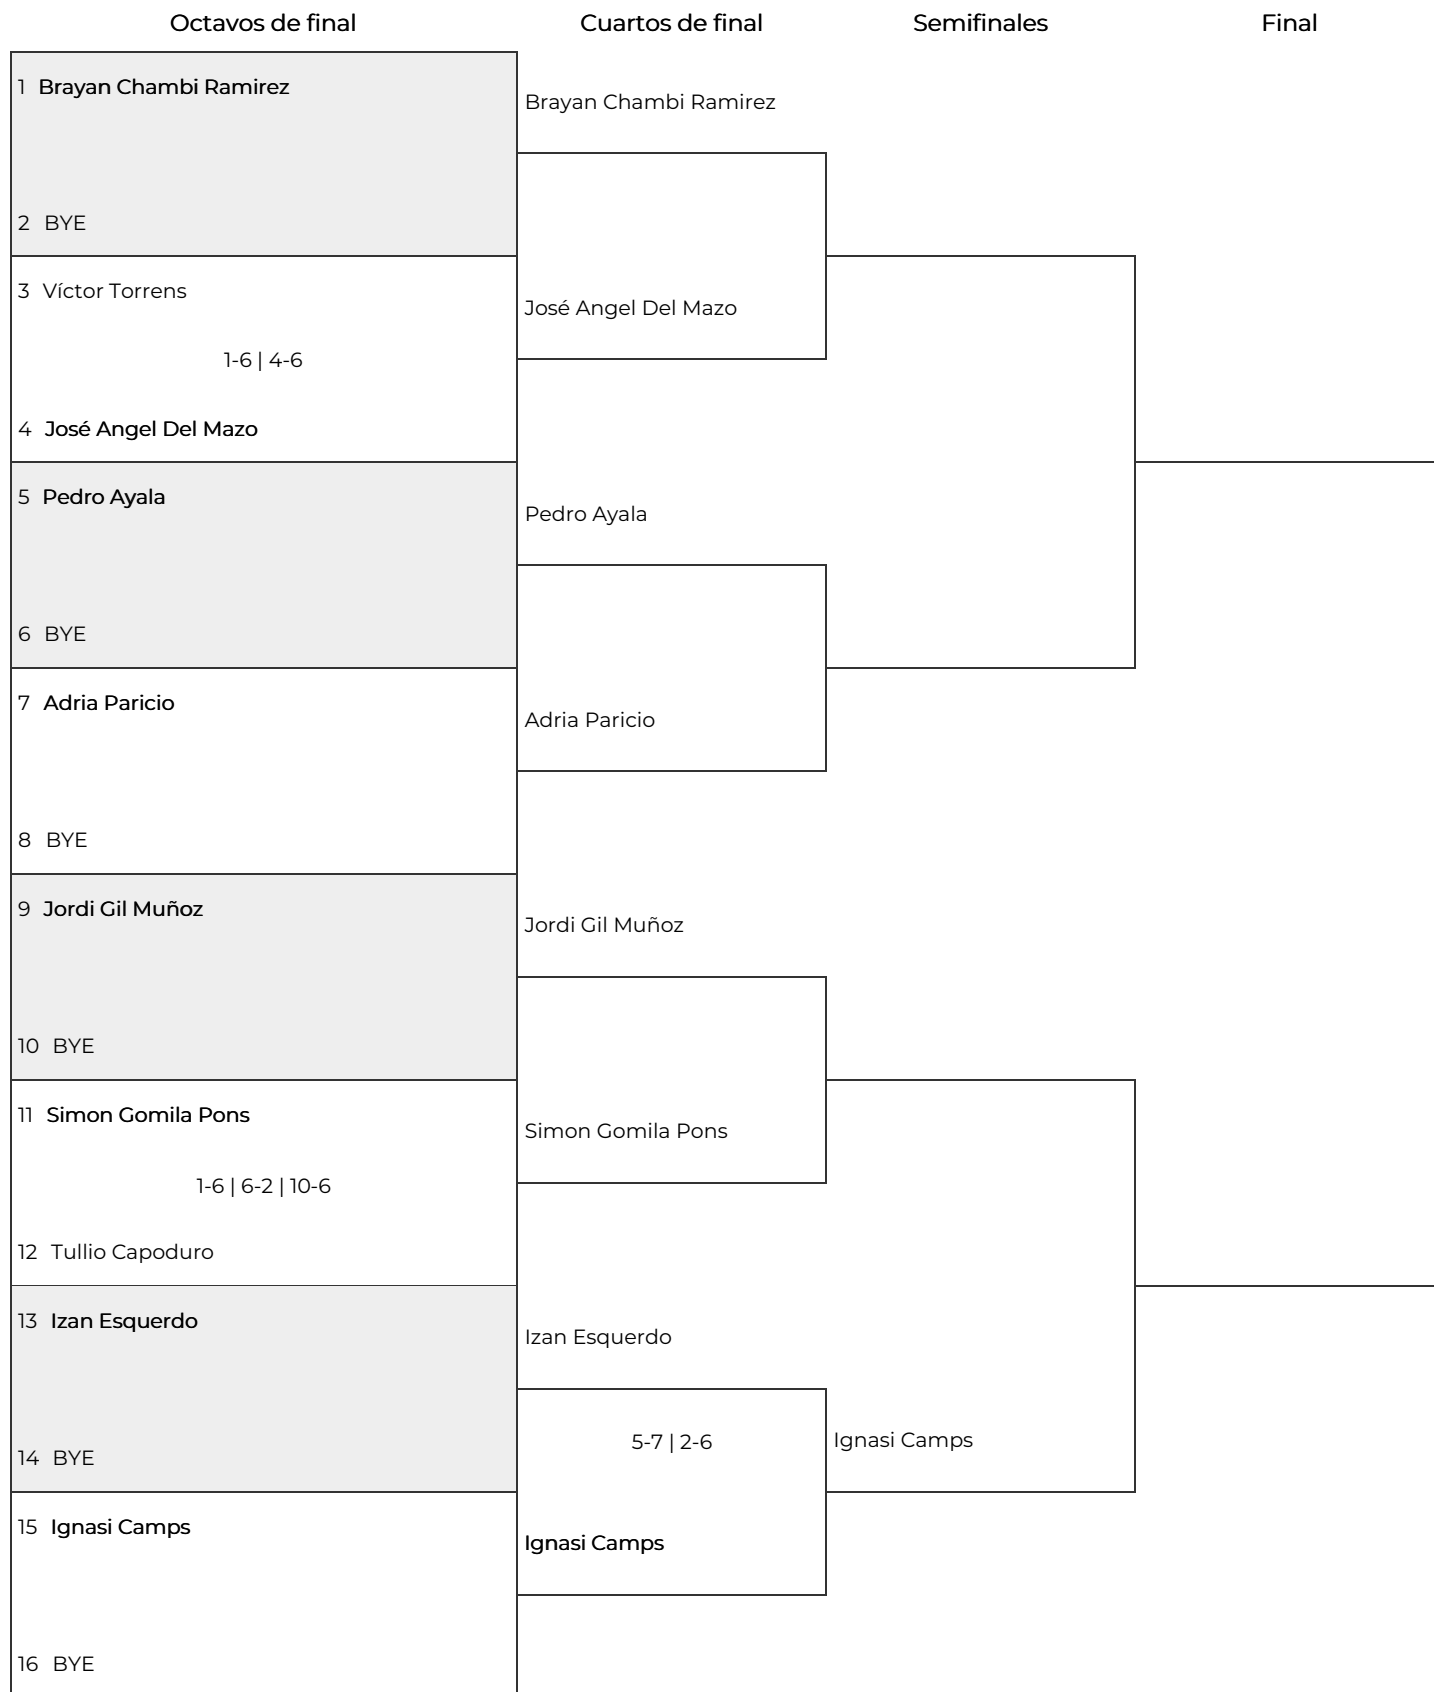 Octavos de final
Cuartos de final
Semifinales
Final
1 Brayan Chambi Ramirez
Brayan Chambi Ramirez
2 BYE
3 Víctor Torrens
José Angel Del Mazo
1-6 | 4-6
4 José Angel Del Mazo
5 Pedro Ayala
Pedro Ayala
6 BYE
7 Adria Paricio
Adria Paricio
8 BYE
9 Jordi Gil Muñoz
Jordi Gil Muñoz
10 BYE
11 Simon Gomila Pons
Simon Gomila Pons
1-6 | 6-2 | 10-6
12 Tullio Capoduro
13 Izan Esquerdo
Izan Esquerdo
5-7 | 2-6
Ignasi Camps
14 BYE
15 Ignasi Camps
Ignasi Camps
16 BYE